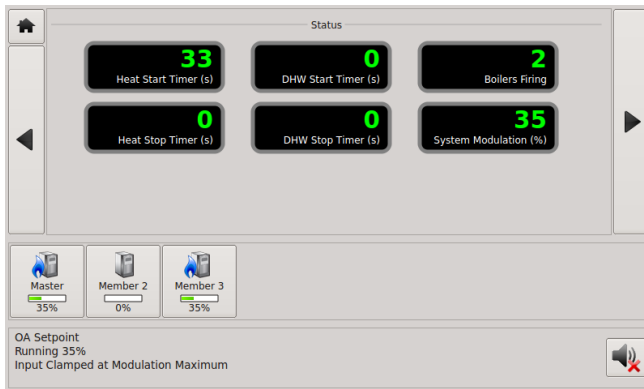 Status
33
Heat Start Timer (s)
0
DHW Start Timer (s)
2
Boilers Firing
0
Heat Stop Timer (s)
0
DHW Stop Timer (s)
35
System Modulation (%)
Master
35%
Member 2
0%
Member 3
35%
OA Setpoint
Running 35%
Input Clamped at Modulation Maximum